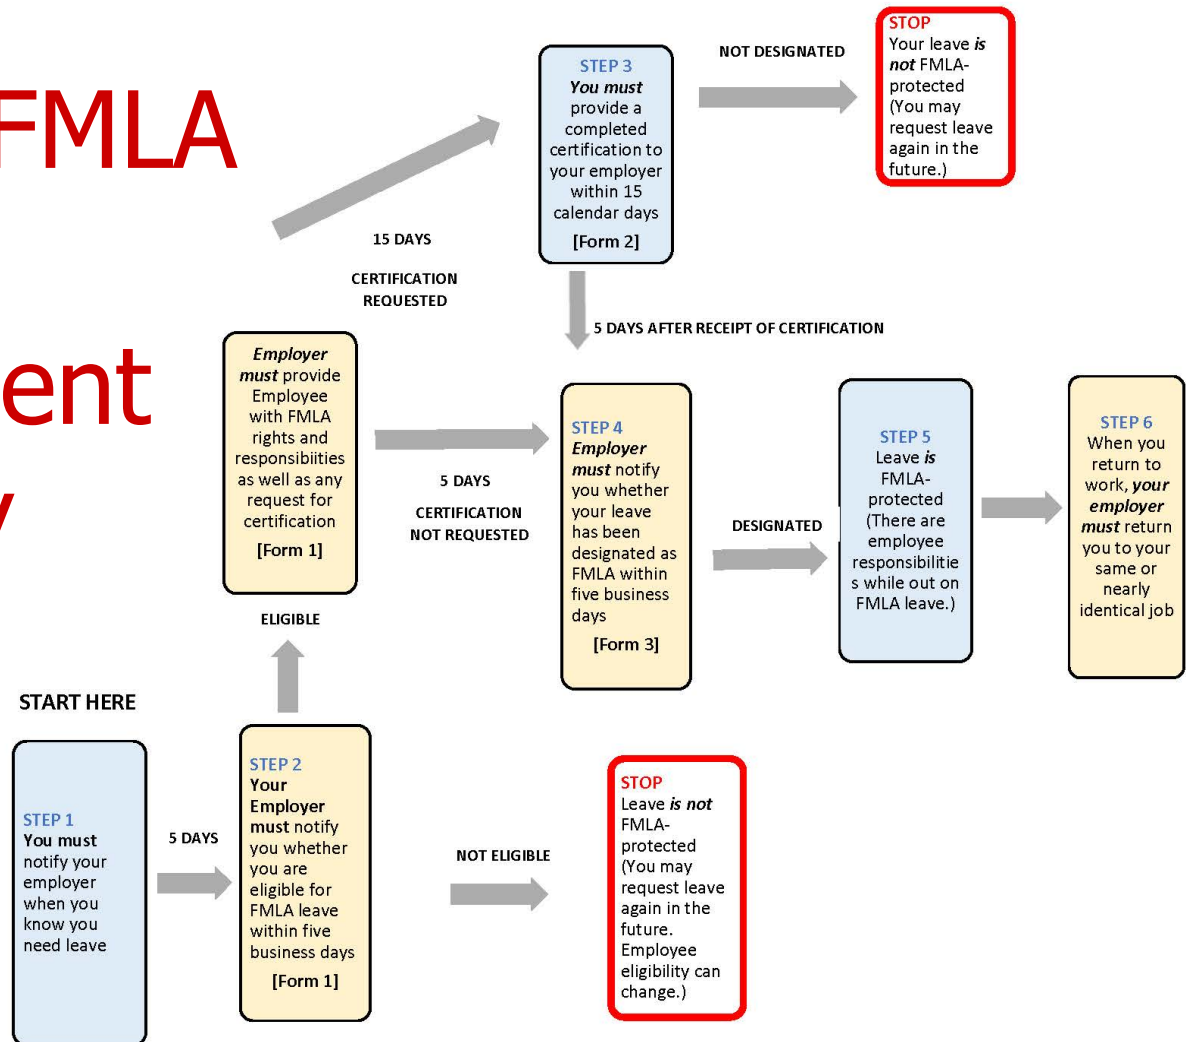 FMLA
ent
y
START HERE
STEP 1
You must
notify your
employer
when you
know you
need leave
5 DAYS
STEP 2
Your
Employer
must notify
you whether
you are
eligible for
FMLA leave
within five
business days
[Form 1]
NOT ELIGIBLE
STOP
Leave is not
FMLA-
protected
(You may
request leave
again in the
future.
Employee
eligibility can
change.)
ELIGIBLE
Employer
must provide
Employee
with FMLA
rights and
responsibiities
as well as any
request for
certification
[Form 1]
15 DAYS
CERTIFICATION
REQUESTED
STEP 3
You must
provide a
completed
certification to
your employer
within 15
calendar days
[Form 2]
NOT DESIGNATED
STOP
Your leave is
not FMLA-
protected
(You may
request leave
again in the
future.)
5 DAYS AFTER RECEIPT OF CERTIFICATION
5 DAYS
CERTIFICATION
NOT REQUESTED
STEP 4
Employer
must notify
you whether
your leave
has been
designated as
FMLA within
five business
days
[Form 3]
DESIGNATED
STEP 5
Leave is
FMLA-
protected
(There are
employee
responsibilitie
s while out on
FMLA leave.)
STEP 6
When you
return to
work, your
employer
must return
you to your
same or
nearly
identical job